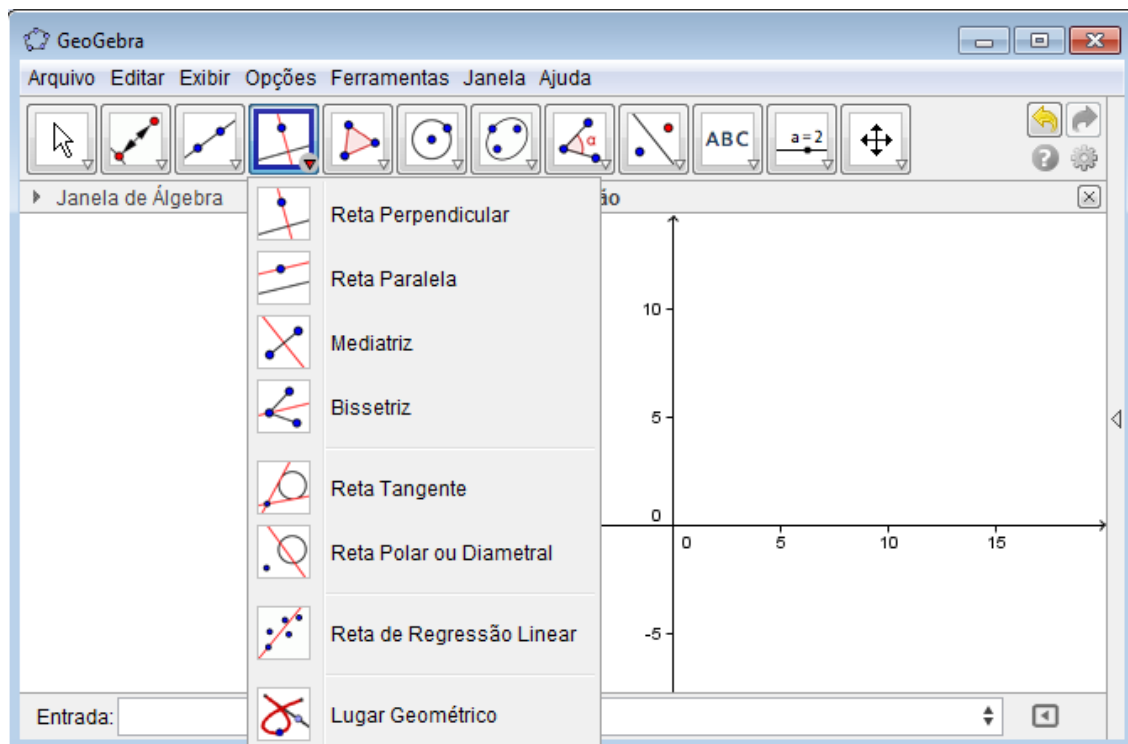 GeoGebra
Arquivo Editar Exibir Opções Ferramentas Janela Ajuda
α ABC a=2
Janela de Álgebra
ão
Reta Perpendicular
Reta Paralela
Mediatriz
Bissetriz
Reta Tangente
Reta Polar ou Diametral
Reta de Regressão Linear
Lugar Geométrico
10
5
0
0 5 10 15
-5
Entrada: